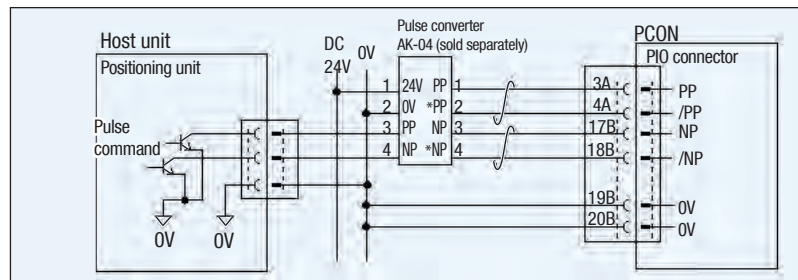 Host unit
Positioning unit
Pulse
command
0V
0V
DC
24V
0V
Pulse converter
AK-04 (sold separately)
1 24V PP 1
2 0V *PP 2
3 PP NP 3
4 NP *NP 4
PCON
PIO connector
3A PP
4A /PP
17B NP
18B /NP
19B 0V
20B 0V